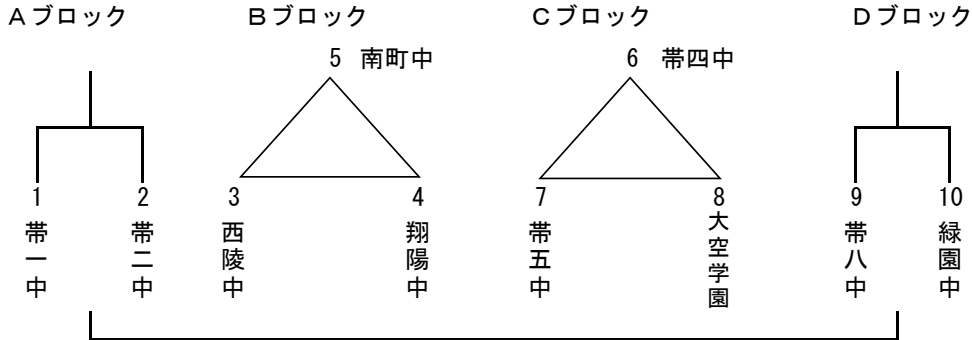 Aブロック
Bブロック
Cブロック
Dブロック
5 南町中
6 帯四中
1
2
3
4
7
8
9
10
帯一中
帯二中
西陵中
翔陽中
帯五中
大空学園
帯八中
緑園中